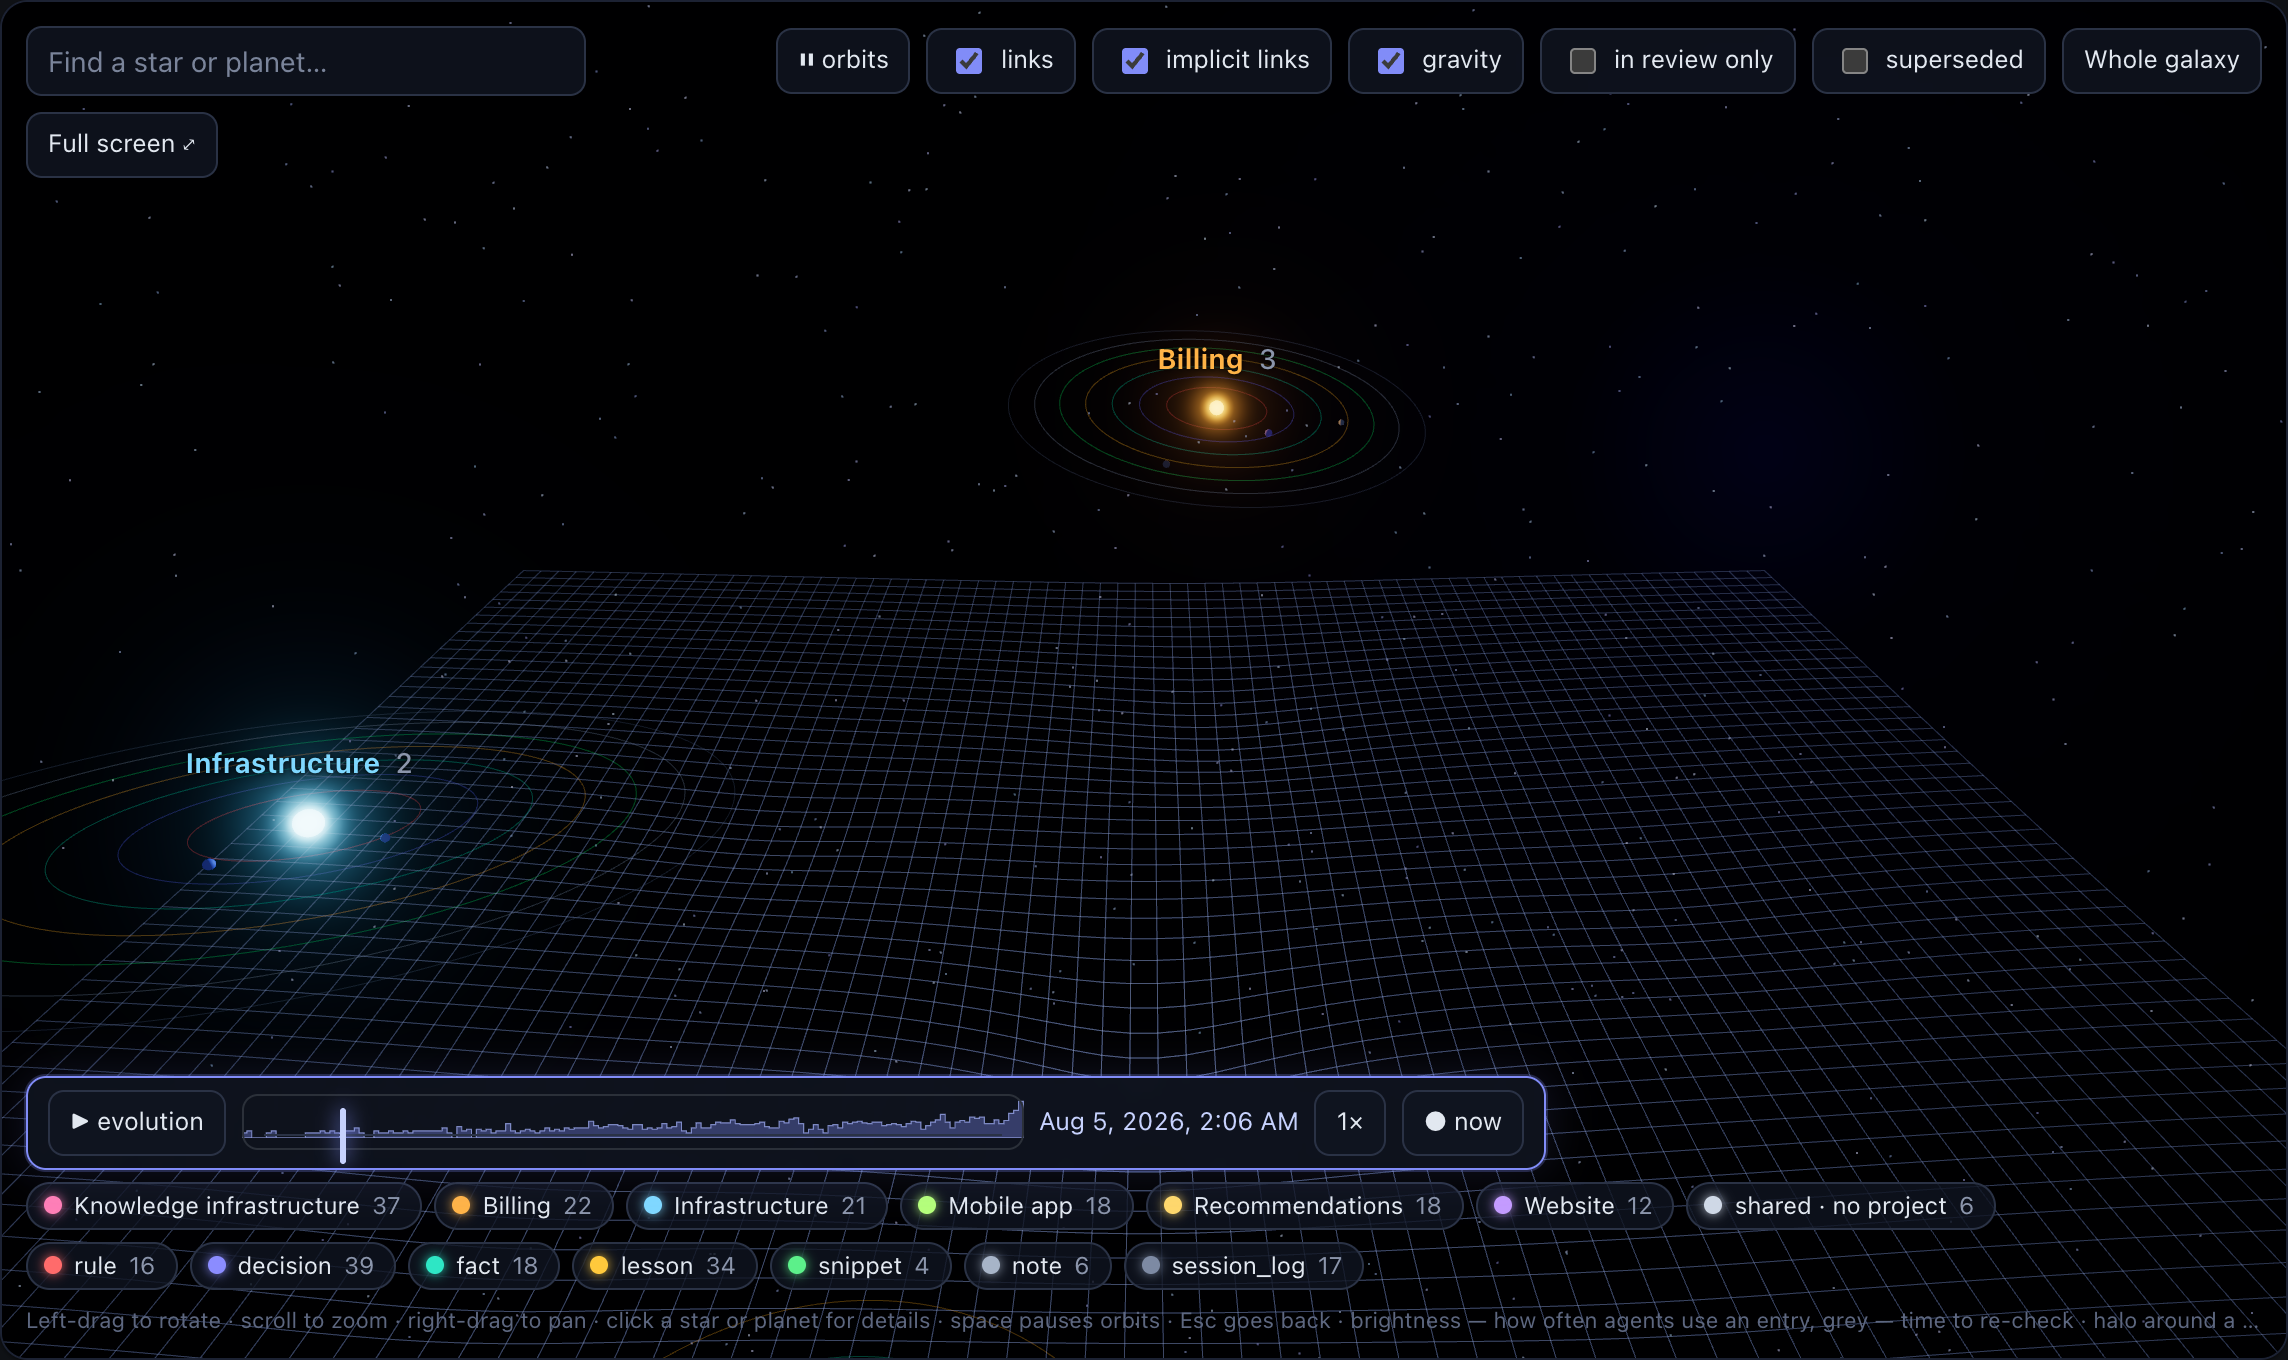 Find a star or planet...
orbits
links
implicit links
gravity
in review only
superseded
Whole galaxy
Full screen
Billing 3
Infrastructure 2
evolution
Aug 5, 2026, 2:06 AM
1×
now
Knowledge infrastructure 37
Billing 22
Infrastructure 21
Mobile app 18
Recommendations 18
Website 12
shared · no project 6
rule 16
decision 39
fact 18
lesson 34
snippet 4
note 6
session_log 17
Left-drag to rotate · scroll to zoom · right-drag to pan · click a star or planet for details · space pauses orbits · Esc goes back · brightness — how often agents use an entry, grey — time to re-check · halo around a ...